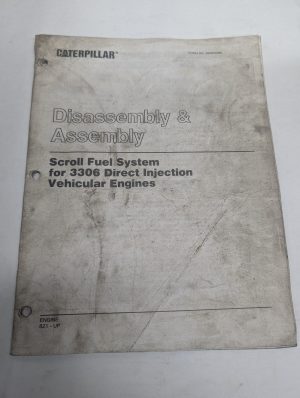 CATERPILLAR
Disassembly &
Assembly
Scroll Fuel System
for 3306 Direct Injection
Vehicular Engines
ENGINE